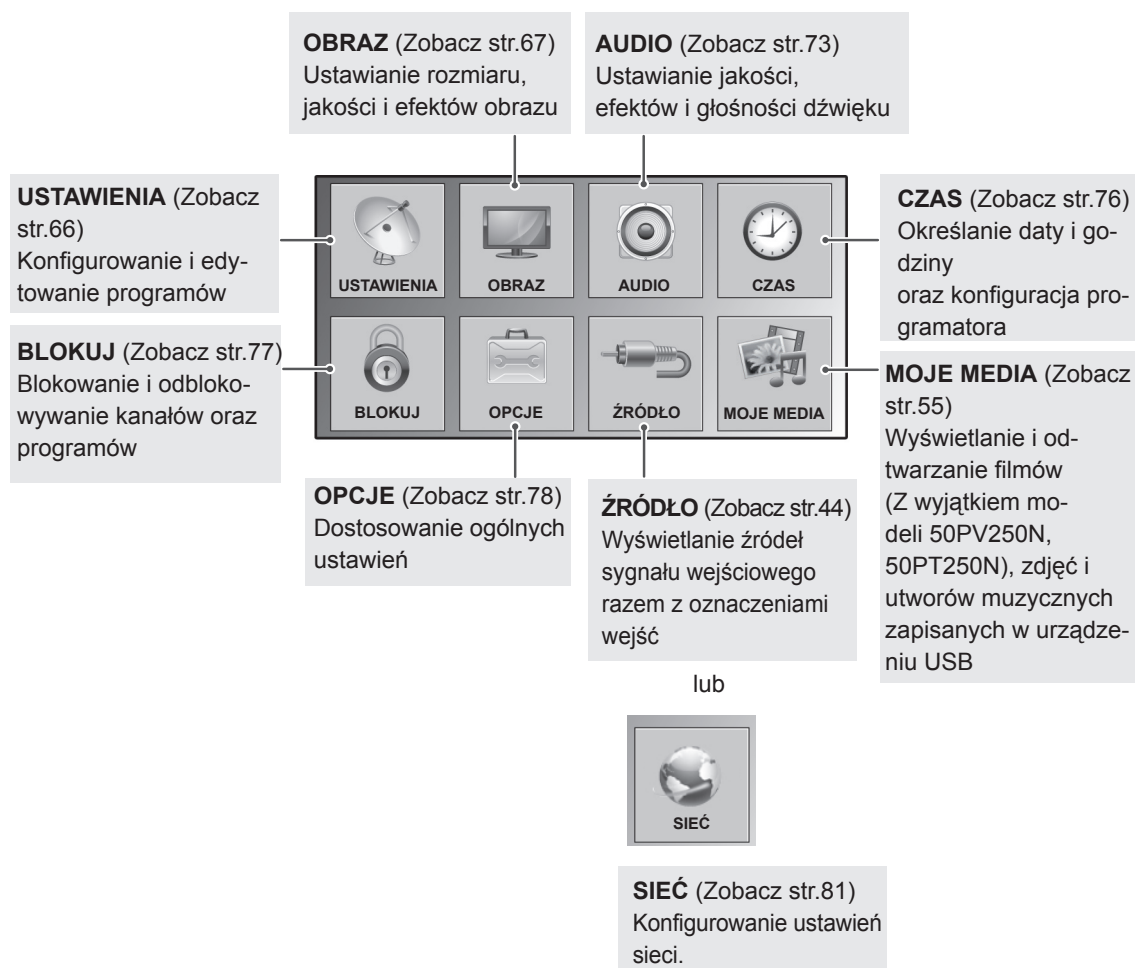 OBRAZ (Zobacz str.67)
Ustawianie rozmiaru,
jakości i efektów obrazu
AUDIO (Zobacz str.73)
Ustawianie jakości,
efektów i głośności dźwięku
USTAWIENIA (Zobacz
str.66)
Konfigurowanie i edy-
towanie programów
BLOKUJ (Zobacz str.77)
Blokowanie i odbloko-
wywanie kanałów oraz
programów
USTAWIENIA
OBRAZ
AUDIO
CZAS
BLOKUJ
OPCJE
ŹRÓDŁO
MOJE MEDIA
CZAS (Zobacz str.76)
Określanie daty i go-
dziny
oraz konfiguracja pro-
gramatora
MOJE MEDIA (Zobacz
str.55)
Wyświetlanie i od-
twarzanie filmów
(Z wyjątkiem mo-
deli 50PV250N,
50PT250N), zdjęć i
utworów muzycznych
zapisanych w urządze-
niu USB
OPCJE (Zobacz str.78)
Dostosowanie ogólnych
ustawień
ŹRÓDŁO (Zobacz str.44)
Wyświetlanie źródeł
sygnału wejściowego
razem z oznaczeniami
wejść
lub
SIEĆ
SIEĆ (Zobacz str.81)
Konfigurowanie ustawień
sieci.